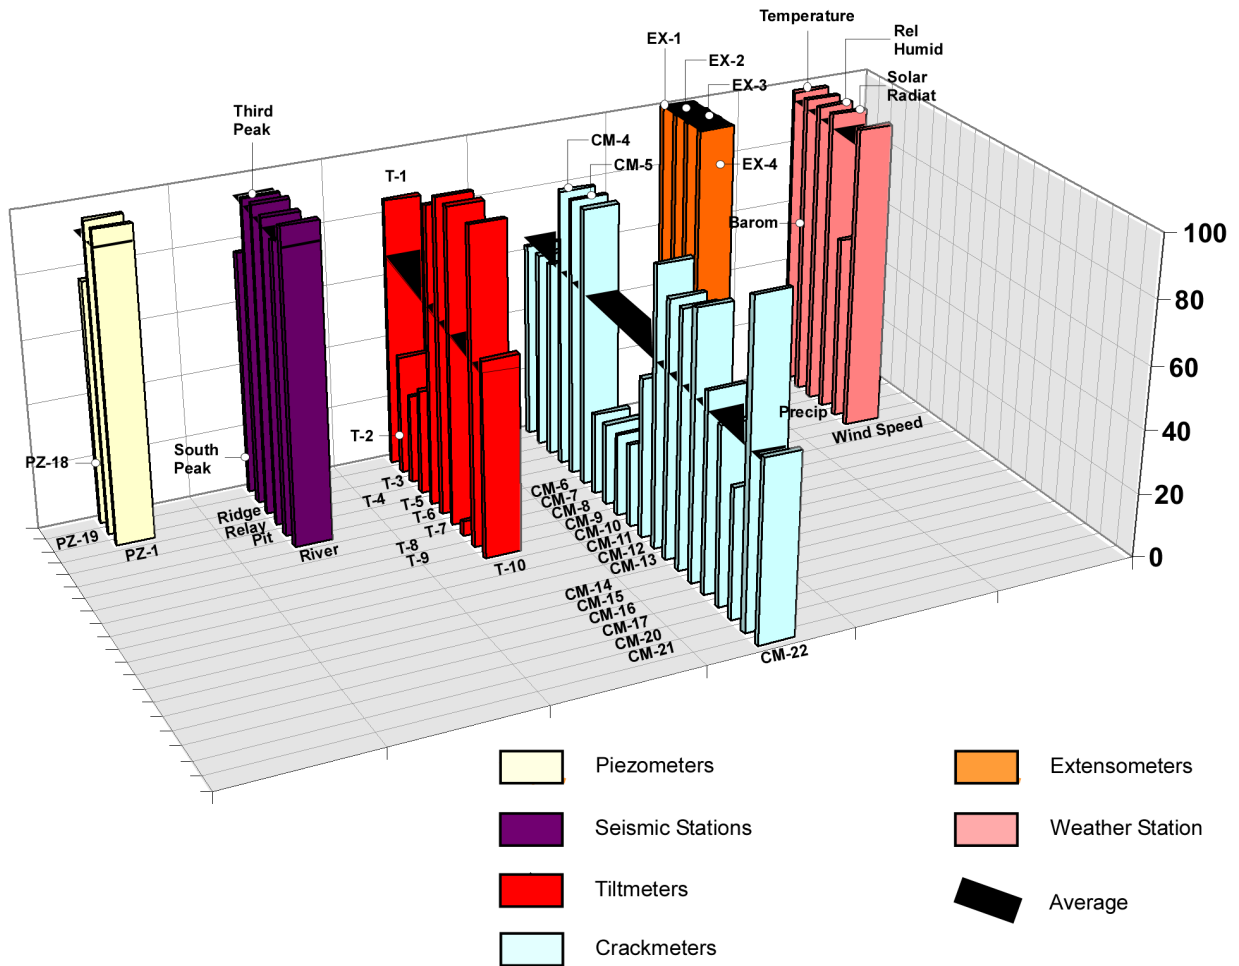 Temperature
EX-1
Rel
Humid
EX-2
EX-3
Solar
Radiat
Third
Peak
CM-4
CM-5
EX-4
T-1
Barom
100
80
60
40
20
0
T-2
PZ-18
South
Peak
Precip
Wind Speed
T-3
T-4
T-5
T-6
T-7
T-8
T-9
T-10
CM-6
CM-7
CM-8
CM-9
CM-10
CM-11
CM-12
CM-13
CM-14
CM-15
CM-16
CM-17
CM-20
CM-21
CM-22
Ridge
Relay
Pit
River
PZ-19
PZ-1
Piezometers
Extensometers
Seismic Stations
Weather Station
Tiltmeters
Average
Crackmeters